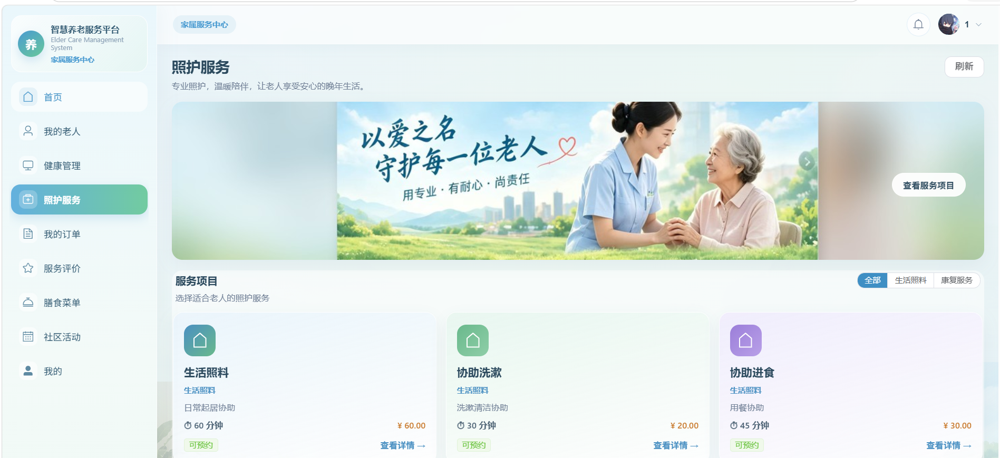 养
智慧养老服务平台
Elder Care Management
System
家属服务中心
首页
我的老人
健康管理
照护服务
我的订单
服务评价
膳食菜单
社区活动
我的
家属服务中心
1
照护服务
专业照护，温暖陪伴，让老人享受安心的晚年生活。
刷新
以爱之名
守护每一位老人
用专业·有耐心·尚责任
查看服务项目
服务项目
选择适合老人的照护服务
全部 生活照料 康复服务
生活照料
生活照料
日常起居协助
60 分钟 ¥ 60.00
可预约 查看详情 →
协助洗漱
生活照料
洗漱清洁协助
30 分钟 ¥ 20.00
可预约 查看详情 →
协助进食
生活照料
用餐协助
45 分钟 ¥ 30.00
可预约 查看详情 →